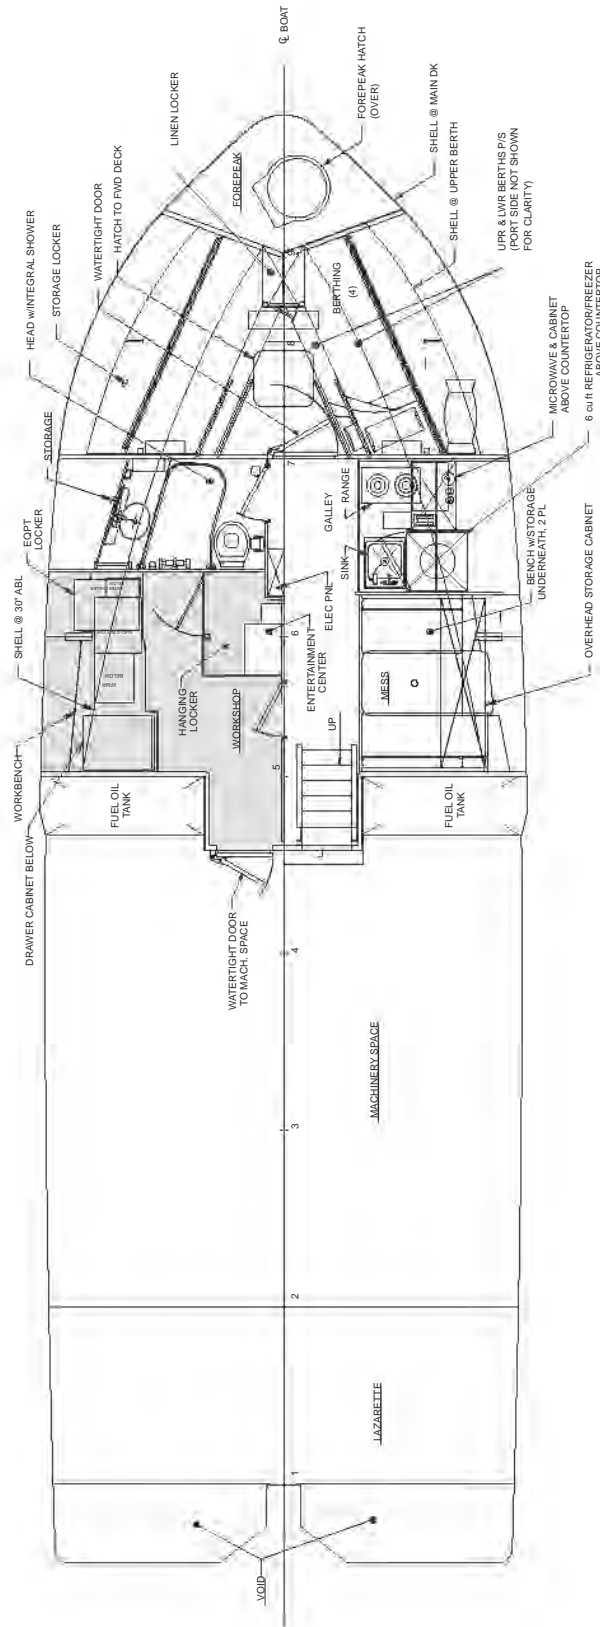 ℄ BOAT
LINEN LOCKER
FOREPEAK HATCH
(OVER)
SHELL @ MAIN DK
SHELL @ UPPER BERTH
UPR & LWR BERTHS P/S
(PORT SIDE NOT SHOWN
FOR CLARITY)
FOREPEAK
WATERTIGHT DOOR
HATCH TO FWD DECK
HEAD w/INTEGRAL SHOWER
STORAGE LOCKER
BERTHING
(4)
9
8
7
STORAGE
EQPT
LOCKER
SHELL @ 30" ABL
MICROWAVE & CABINET
ABOVE COUNTERTOP
6 cu ft REFRIGERATOR/FREEZER
ABOVE COUNTERTOP
GALLEY
RANGE
SINK
BENCH w/STORAGE
UNDERNEATH, 2 PL
OVERHEAD STORAGE CABINET
ELEC PNL
6
ENTERTAINMENT
CENTER
HANGING
LOCKER
WORKSHOP
MESS
XFMR
BELOW
UP
5
WORKBENCH
DRAWER CABINET BELOW
FUEL OIL
TANK
FUEL OIL
TANK
WATERTIGHT DOOR
TO MACH. SPACE
4
MACHINERY SPACE
3
2
LAZARETTE
1
VOID